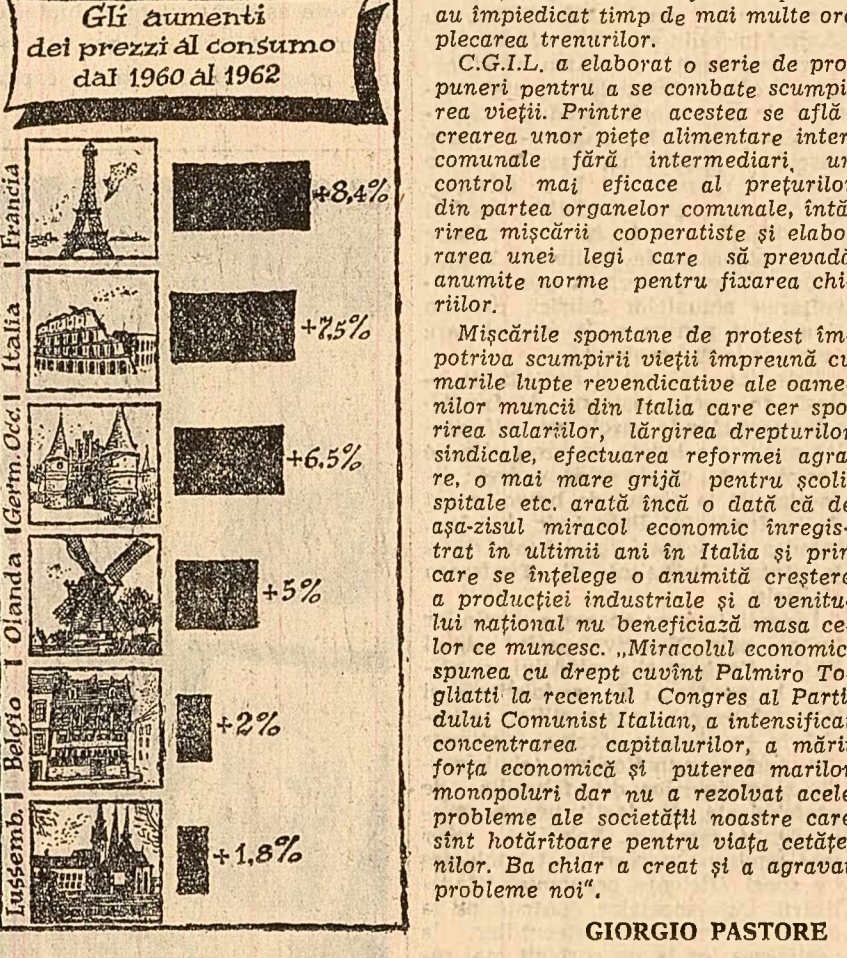 Gli aumenti
dei prezzi al consumo
dal 1960 al 1962
Francia
+8,4%
Italia
+7,5%
Germ. Occ.
+6,5%
Olanda
+5%
Belgio
+2%
Lussemb.
+1,8%
au împiedicat timp de mai multe ore
plecarea trenurilor.
C.G.I.L. a elaborat o serie de pro
puneri pentru a se combate scumpi
rea vieții. Printre acestea se află
crearea unor piețe alimentare inter
comunale fără intermediari, un
control mai eficace al prețurilor
din partea organelor comunale, întă
rirea mișcării cooperatiste și elabo
rarea unei legi care să prevadă
anumite norme pentru fixarea chi
riilor.
Mișcările spontane de protest îm
potriva scumpirii vieții împreună cu
marile lupte revendicative ale oame
nilor muncii din Italia care cer spo
rirea salariilor, lărgirea drepturilor
sindicale, efectuarea reformei agra
re, o mai mare grijă pentru școli
spitale etc. arată încă o dată că de
așa-zisul miracol economic înregis-
trat în ultimii ani în Italia și prin
care se înțelege o anumită creștere
a producției industriale și a venitu
lui național nu beneficiază masa ce
lor ce muncesc. „Miracolul economic
spunea cu drept cuvînt Palmiro To
gliatti la recentul Congres al Parti
dului Comunist Italian, a intensificat
concentrarea capitalurilor, a mărit
forța economică și puterea marilor
monopoluri dar nu a rezolvat acele
probleme ale societății noastre care
sînt hotărîtoare pentru viața cetățe
nilor. Ba chiar a creat și a agravat
probleme noi“.
GIORGIO PASTORE